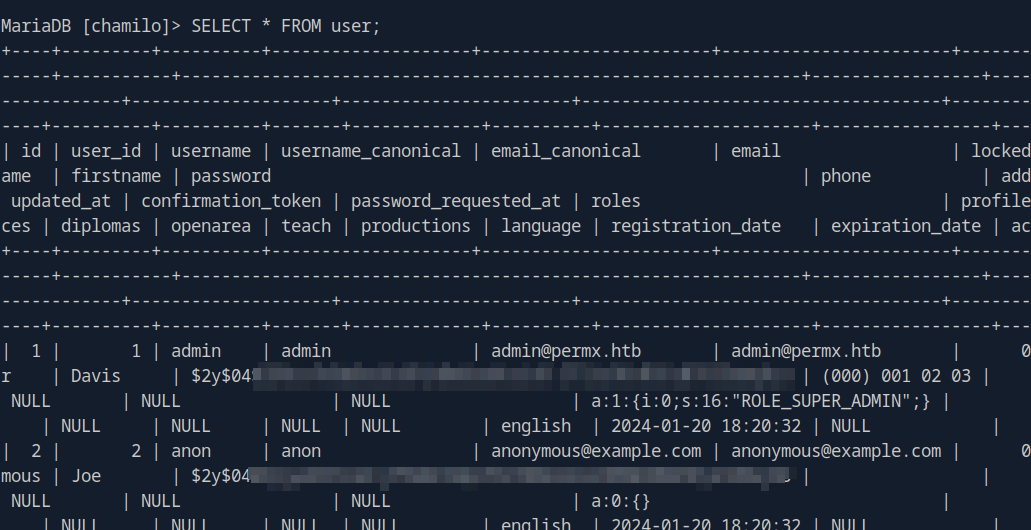 MariaDB [chamilo]> SELECT * FROM user;
+----+---------+----------+--------------------+-----------------------+-----------------------+-------
-----+-----------+--------------------------------------------------------------+----------------+-----
------------+--------------------+-----------------------+------------------------------------+--------
----+----------+----------+-------+-------------+----------+---------------------+-----------------+---
| id | user_id | username | username_canonical | email_canonical | email | locked
ame | firstname | password | phone | add
updated_at | confirmation_token | password_requested_at | roles | profile
ces | diplomas | openarea | teach | productions | language | registration_date | expiration_date | ac
+----+---------+----------+--------------------+-----------------------+-----------------------+-------
-----+-----------+--------------------------------------------------------------+----------------+-----
------------+--------------------+-----------------------+------------------------------------+--------
----+----------+----------+-------+-------------+----------+---------------------+-----------------+---
| 1 | 1 | admin | admin | admin@permx.htb | admin@permx.htb | 0
r | Davis | $2y$04 | (000) 001 02 03 |
NULL | NULL | NULL | a:1:{i:0;s:16:"ROLE_SUPER_ADMIN";} |
| NULL | NULL | NULL | NULL | english | 2024-01-20 18:20:32 | NULL |
| 2 | 2 | anon | anon | anonymous@example.com | anonymous@example.com | 0
mous | Joe | $2y$04 | |
NULL | NULL | NULL | a:0:{} |
| NULL | NULL | NULL | NULL | english | 2024-01-20 18:20:32 | NULL |